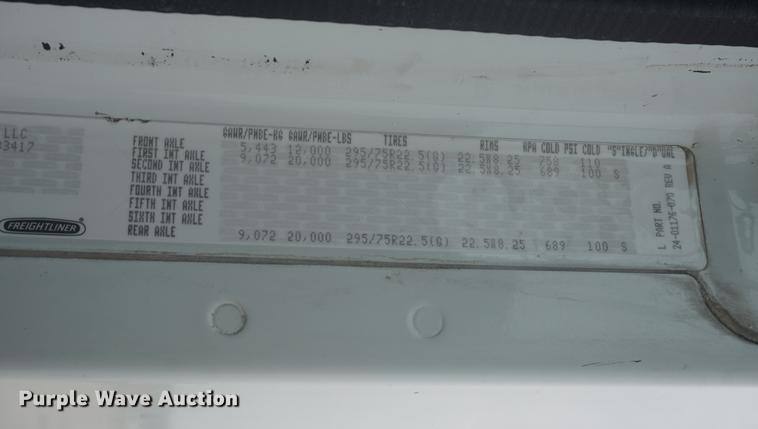 GAWR/PNBE-KG GAWR/PNBE-LBS TIRES RIMS KPA COLD PSI COLD "S"INGLE/"D"UAL
LLC
FRONT AXLE 5,443 12,000 295/75R22.5(G) 22.5X8.25 758 110
FIRST INT AXLE 9,072 20,000 295/75R22.5(G) 22.5X8.25 689 100 S
SECOND INT AXLE
THIRD INT AXLE
FOURTH INT AXLE
FIFTH INT AXLE
SIXTH INT AXLE
REAR AXLE 9,072 20,000 295/75R22.5(G) 22.5X8.25 689 100 S
3417
FREIGHTLINER
L PART NO.
24-01176-070 REV A
Purple Wave Auction